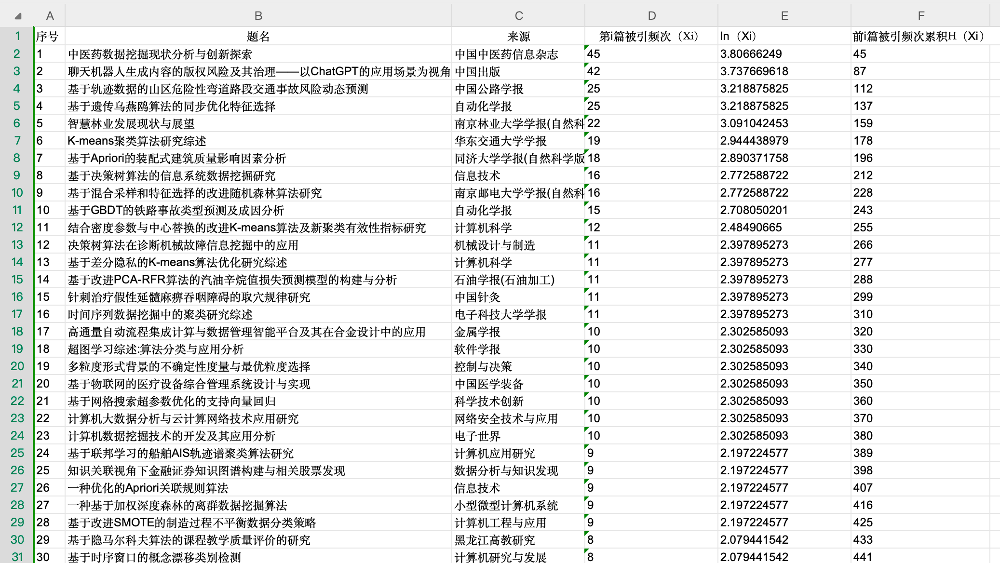 A B C D E F
1 序号 题名 来源 第i篇被引频次（Xi） ln（Xi） 前i篇被引频次累积H（Xi）
2 1 中医药数据挖掘现状分析与创新探索 中国中医药信息杂志 45 3.80666249 45
3 2 聊天机器人生成内容的版权风险及其治理——以ChatGPT的应用场景为视角 中国出版 42 3.737669618 87
4 3 基于轨迹数据的山区危险性弯道路段交通事故风险动态预测 中国公路学报 25 3.218875825 112
5 4 基于遗传乌燕鸥算法的同步优化特征选择 自动化学报 25 3.218875825 137
6 5 智慧林业发展现状与展望 南京林业大学学报(自然科 22 3.091042453 159
7 6 K-means聚类算法研究综述 华东交通大学学报 19 2.944438979 178
8 7 基于Apriori的装配式建筑质量影响因素分析 同济大学学报(自然科学版 18 2.890371758 196
9 8 基于决策树算法的信息系统数据挖掘研究 信息技术 16 2.772588722 212
10 9 基于混合采样和特征选择的改进随机森林算法研究 南京邮电大学学报(自然科 16 2.772588722 228
11 10 基于GBDT的铁路事故类型预测及成因分析 自动化学报 15 2.708050201 243
12 11 结合密度参数与中心替换的改进K-means算法及新聚类有效性指标研究 计算机科学 12 2.48490665 255
13 12 决策树算法在诊断机械故障信息挖掘中的应用 机械设计与制造 11 2.397895273 266
14 13 基于差分隐私的K-means算法优化研究综述 计算机科学 11 2.397895273 277
15 14 基于改进PCA-RFR算法的汽油辛烷值损失预测模型的构建与分析 石油学报(石油加工) 11 2.397895273 288
16 15 针刺治疗假性延髓麻痹吞咽障碍的取穴规律研究 中国针灸 11 2.397895273 299
17 16 时间序列数据挖掘中的聚类研究综述 电子科技大学学报 11 2.397895273 310
18 17 高通量自动流程集成计算与数据管理智能平台及其在合金设计中的应用 金属学报 10 2.302585093 320
19 18 超图学习综述:算法分类与应用分析 软件学报 10 2.302585093 330
20 19 多粒度形式背景的不确定性度量与最优粒度选择 控制与决策 10 2.302585093 340
21 20 基于物联网的医疗设备综合管理系统设计与实现 中国医学装备 10 2.302585093 350
22 21 基于网格搜索超参数优化的支持向量回归 科学技术创新 10 2.302585093 360
23 22 计算机大数据分析与云计算网络技术应用研究 网络安全技术与应用 10 2.302585093 370
24 23 计算机数据挖掘技术的开发及其应用分析 电子世界 10 2.302585093 380
25 24 基于联邦学习的船舶AIS轨迹谱聚类算法研究 计算机应用研究 9 2.197224577 389
26 25 知识关联视角下金融证券知识图谱构建与相关股票发现 数据分析与知识发现 9 2.197224577 398
27 26 一种优化的Apriori关联规则算法 信息技术 9 2.197224577 407
28 27 一种基于加权深度森林的离群数据挖掘算法 小型微型计算机系统 9 2.197224577 416
29 28 基于改进SMOTE的制造过程不平衡数据分类策略 计算机工程与应用 9 2.197224577 425
30 29 基于隐马尔科夫算法的课程教学质量评价的研究 黑龙江高教研究 8 2.079441542 433
31 30 基于时序窗口的概念漂移类别检测 计算机研究与发展 8 2.079441542 441